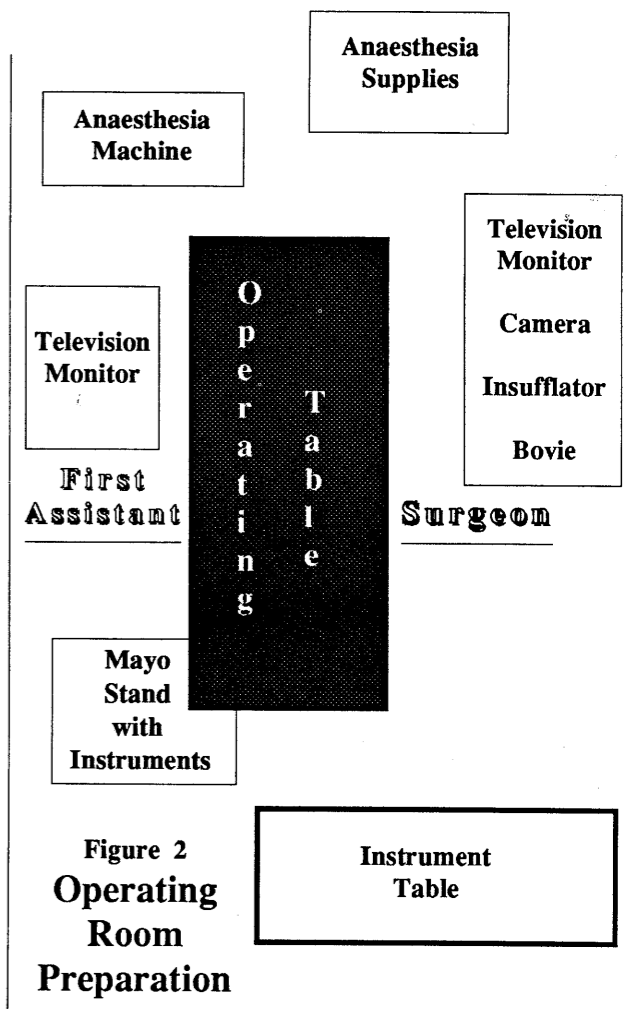 Anaesthesia
Supplies
Anaesthesia
Machine
Television
Monitor
Camera
Insufflator
Bovie
Television
Monitor
Operating
Table
First
Assistant
Surgeon
Mayo
Stand
with
Instruments
Figure 2
Operating
Room
Preparation
Instrument
Table